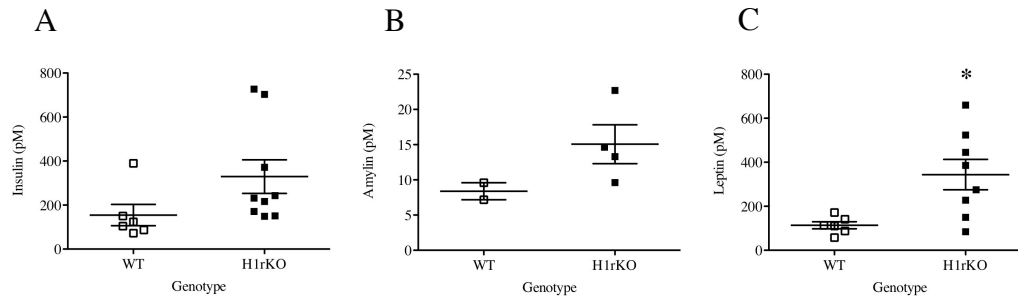 A
B
C
800
600
400
200
0
Insulin (pM)
WT
H1rKO
Genotype
25
20
15
10
5
0
Amylin (pM)
WT
H1rKO
Genotype
800
600
400
200
0
Leptin (pM)
*
WT
H1rKO
Genotype